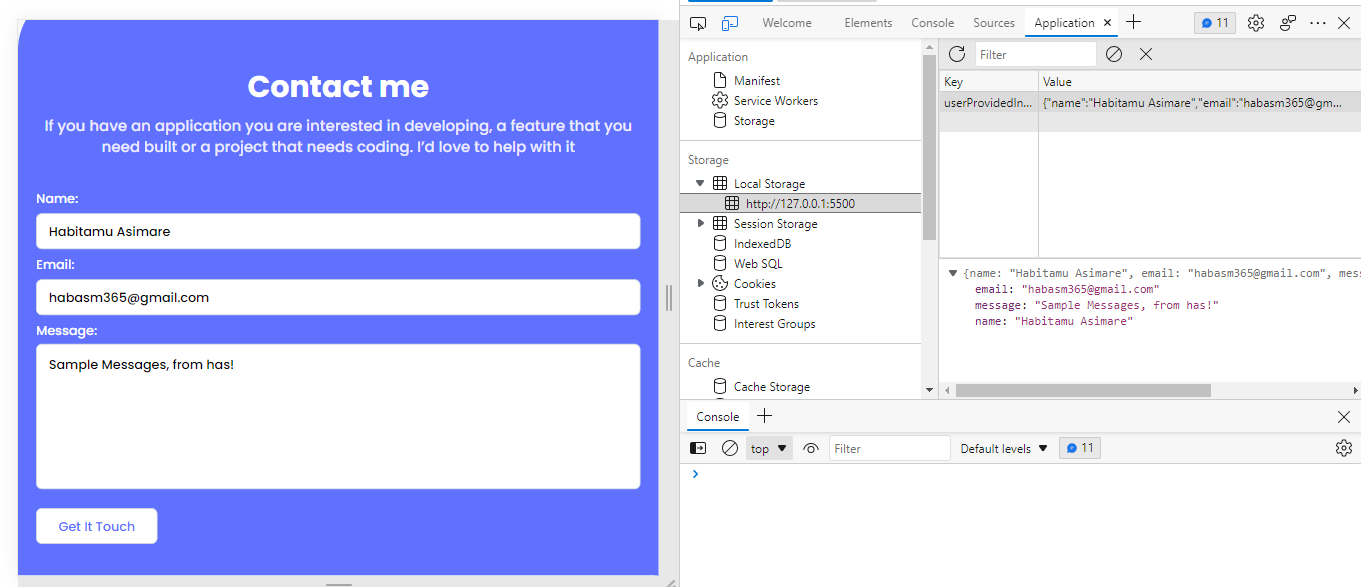 Contact me
If you have an application you are interested in developing, a feature that you
need built or a project that needs coding. I'd love to help with it
Name:
Habitamu Asimare
Email:
habasm365@gmail.com
Message:
Sample Messages, from has!
Get It Touch
Welcome Elements Console Sources Application 11
Application
Manifest
Service Workers
Storage
Storage
Local Storage
http://127.0.0.1:5500
Session Storage
IndexedDB
Web SQL
Cookies
Trust Tokens
Interest Groups
Cache
Cache Storage
Filter
Key Value
userProvidedIn... {"name":"Habitamu Asimare","email":"habasm365@gm...
{name: "Habitamu Asimare", email: "habasm365@gmail.com", mess
email: "habasm365@gmail.com"
message: "Sample Messages, from has!"
name: "Habitamu Asimare"
Console
top Filter Default levels 11